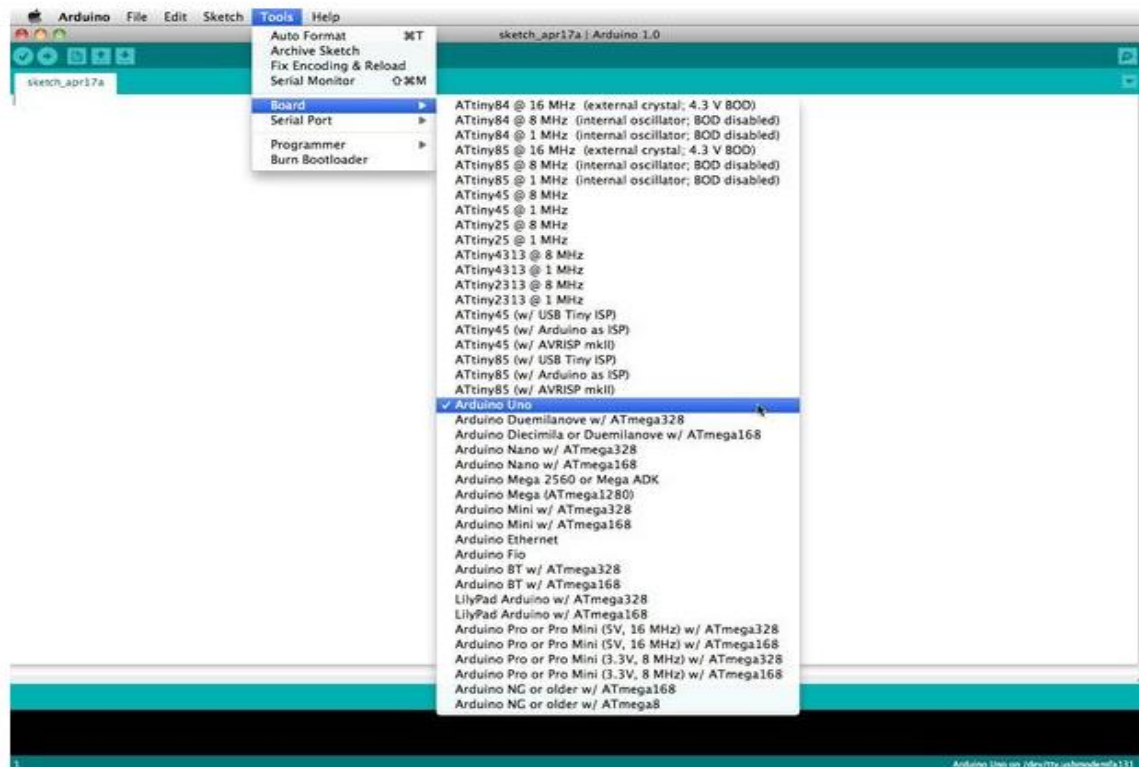 Arduino File Edit Sketch Tools Help
sketch_apr17a | Arduino 1.0
sketch_apr17a
Auto Format ⌘T
Archive Sketch
Fix Encoding & Reload
Serial Monitor ⇧⌘M
Board
Serial Port
Programmer
Burn Bootloader
ATtiny84 @ 16 MHz (external crystal; 4.3 V BOD)
ATtiny84 @ 8 MHz (internal oscillator; BOD disabled)
ATtiny84 @ 1 MHz (internal oscillator; BOD disabled)
ATtiny85 @ 16 MHz (external crystal; 4.3 V BOD)
ATtiny85 @ 8 MHz (internal oscillator; BOD disabled)
ATtiny85 @ 1 MHz (internal oscillator; BOD disabled)
ATtiny45 @ 8 MHz
ATtiny45 @ 1 MHz
ATtiny25 @ 8 MHz
ATtiny25 @ 1 MHz
ATtiny4313 @ 8 MHz
ATtiny4313 @ 1 MHz
ATtiny2313 @ 8 MHz
ATtiny2313 @ 1 MHz
ATtiny45 (w/ USB Tiny ISP)
ATtiny45 (w/ Arduino as ISP)
ATtiny45 (w/ AVRISP mkII)
ATtiny85 (w/ USB Tiny ISP)
ATtiny85 (w/ Arduino as ISP)
ATtiny85 (w/ AVRISP mkII)
✓ Arduino Uno
Arduino Duemilanove w/ ATmega328
Arduino Diecimila or Duemilanove w/ ATmega168
Arduino Nano w/ ATmega328
Arduino Nano w/ ATmega168
Arduino Mega 2560 or Mega ADK
Arduino Mega (ATmega1280)
Arduino Mini w/ ATmega328
Arduino Mini w/ ATmega168
Arduino Ethernet
Arduino Fio
Arduino BT w/ ATmega328
Arduino BT w/ ATmega168
LilyPad Arduino w/ ATmega328
LilyPad Arduino w/ ATmega168
Arduino Pro or Pro Mini (5V, 16 MHz) w/ ATmega328
Arduino Pro or Pro Mini (5V, 16 MHz) w/ ATmega168
Arduino Pro or Pro Mini (3.3V, 8 MHz) w/ ATmega328
Arduino Pro or Pro Mini (3.3V, 8 MHz) w/ ATmega168
Arduino NG or older w/ ATmega168
Arduino NG or older w/ ATmega8
1
Arduino Uno on /dev/tty.usbmodemfa131